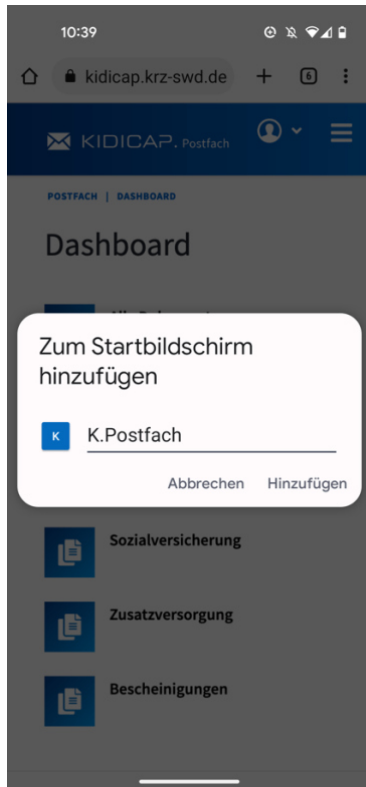 10:39
kidicap.krz-swd.de
6
KIDICAP. Postfach
POSTFACH | DASHBOARD
Dashboard
Zum Startbildschirm
hinzufügen
K
K.Postfach
Abbrechen Hinzufügen
Sozialversicherung
Zusatzversorgung
Bescheinigungen